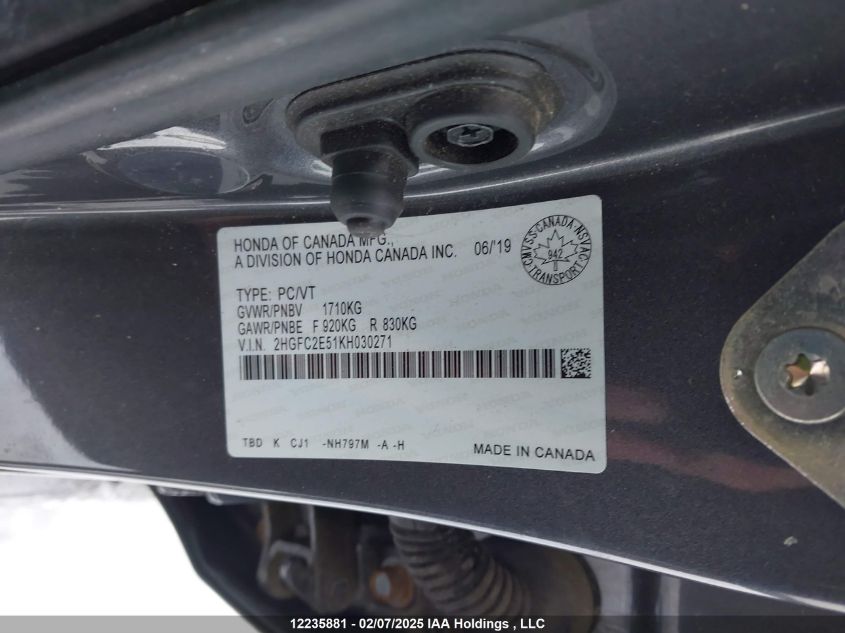 HONDA OF CANADA MFG.,
A DIVISION OF HONDA CANADA INC. 06/'19
CMVSS-CANADA-NSVAC
942
TRANSPORT
TYPE: PC/VT
GVWR/PNBV 1710KG
GAWR/PNBE F 920KG R 830KG
V.I.N. 2HGFC2E51KH030271
TBD K CJ1 -NH797M -A -H
MADE IN CANADA
12235881 - 02/07/2025 IAA Holdings , LLC